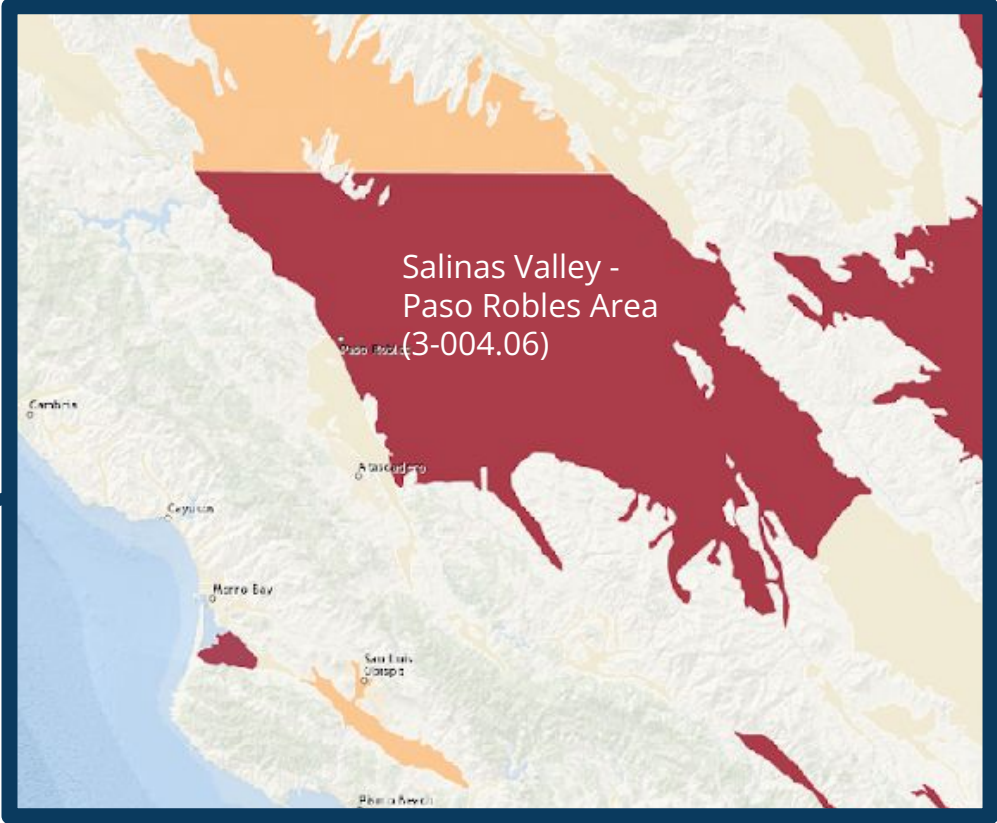 Salinas Valley -
Paso Robles Area
(3-004.06)
Paso Robles
Cambria
Atascadero
Cayucos
Morro Bay
San Luis
Obispo
Pismo Beach